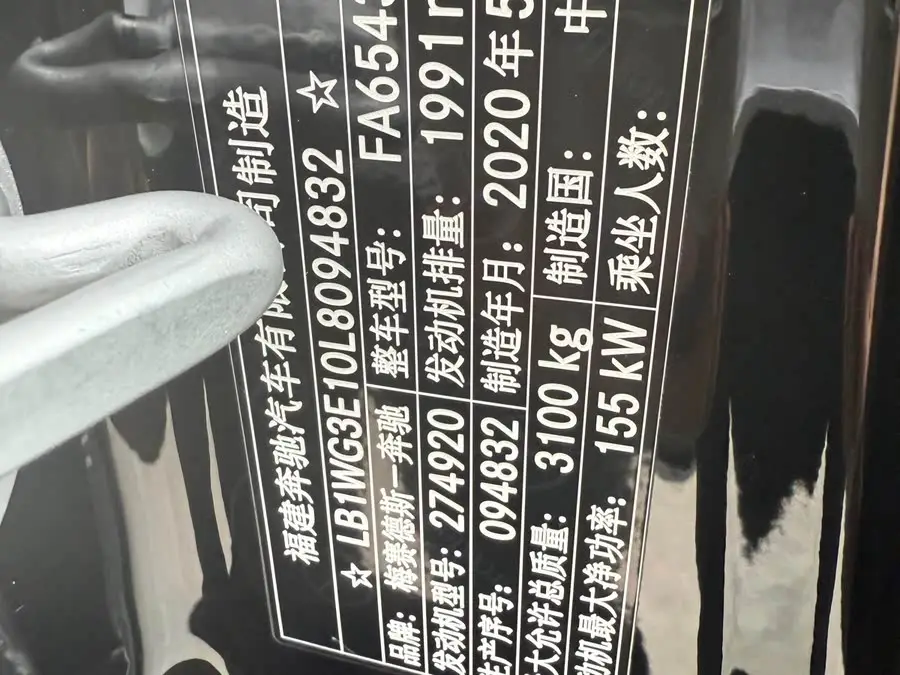 福建奔驰汽车有限 司制造
☆ LB1WG3E10L8094832 ☆
品牌: 梅赛德斯—奔驰 整车型号: FA654
发动机型号: 274920 发动机排量: 1991
生产序号: 094832 制造年月: 2020年5
大允许总质量: 3100 kg 制造国: 中
动机最大净功率: 155 kW 乘坐人数: